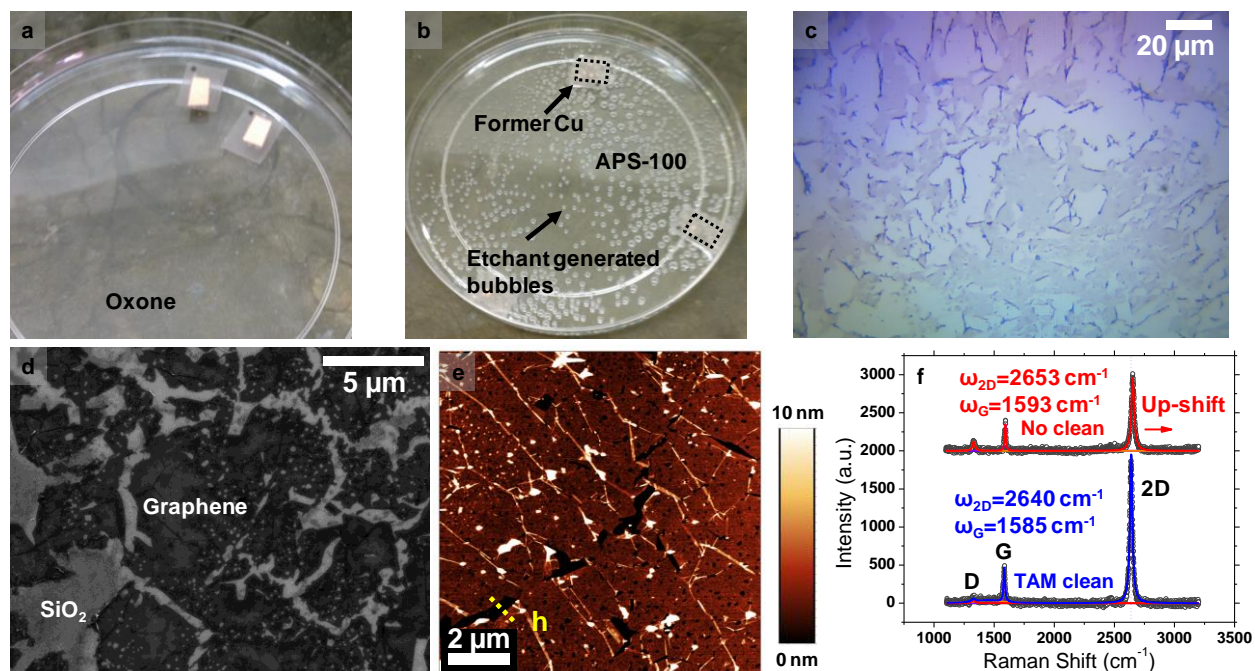 a
Oxone
b
Former Cu
APS-100
Etchant generated
bubbles
c
20 µm
d
5 µm
Graphene
SiO₂
e
h
2 µm
10 nm
0 nm
f
3000
2500
2000
1500
1000
500
0
Intensity (a.u.)
ω2D=2653 cm⁻¹
ωG=1593 cm⁻¹
No clean
Up-shift
ω2D=2640 cm⁻¹
ωG=1585 cm⁻¹
2D
G
D
TAM clean
1000 1500 2000 2500 3000 3500
Raman Shift (cm⁻¹)